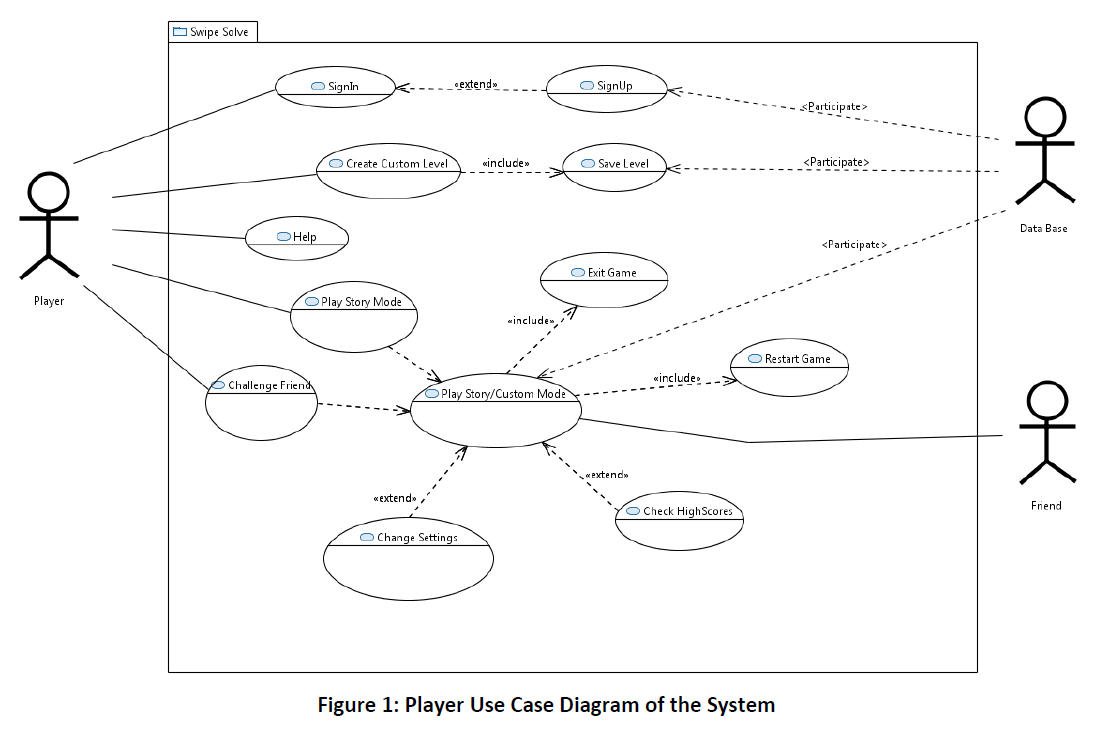 Swipe Solve
SignIn
«extend»
SignUp
<Participate>
Create Custom Level
«include»
Save Level
<Participate>
Data Base
Help
<Participate>
Exit Game
Player
Play Story Mode
«include»
Restart Game
«include»
Challenge Friend
Play Story/Custom Mode
«extend»
«extend»
Check HighScores
Friend
Change Settings
Figure 1: Player Use Case Diagram of the System